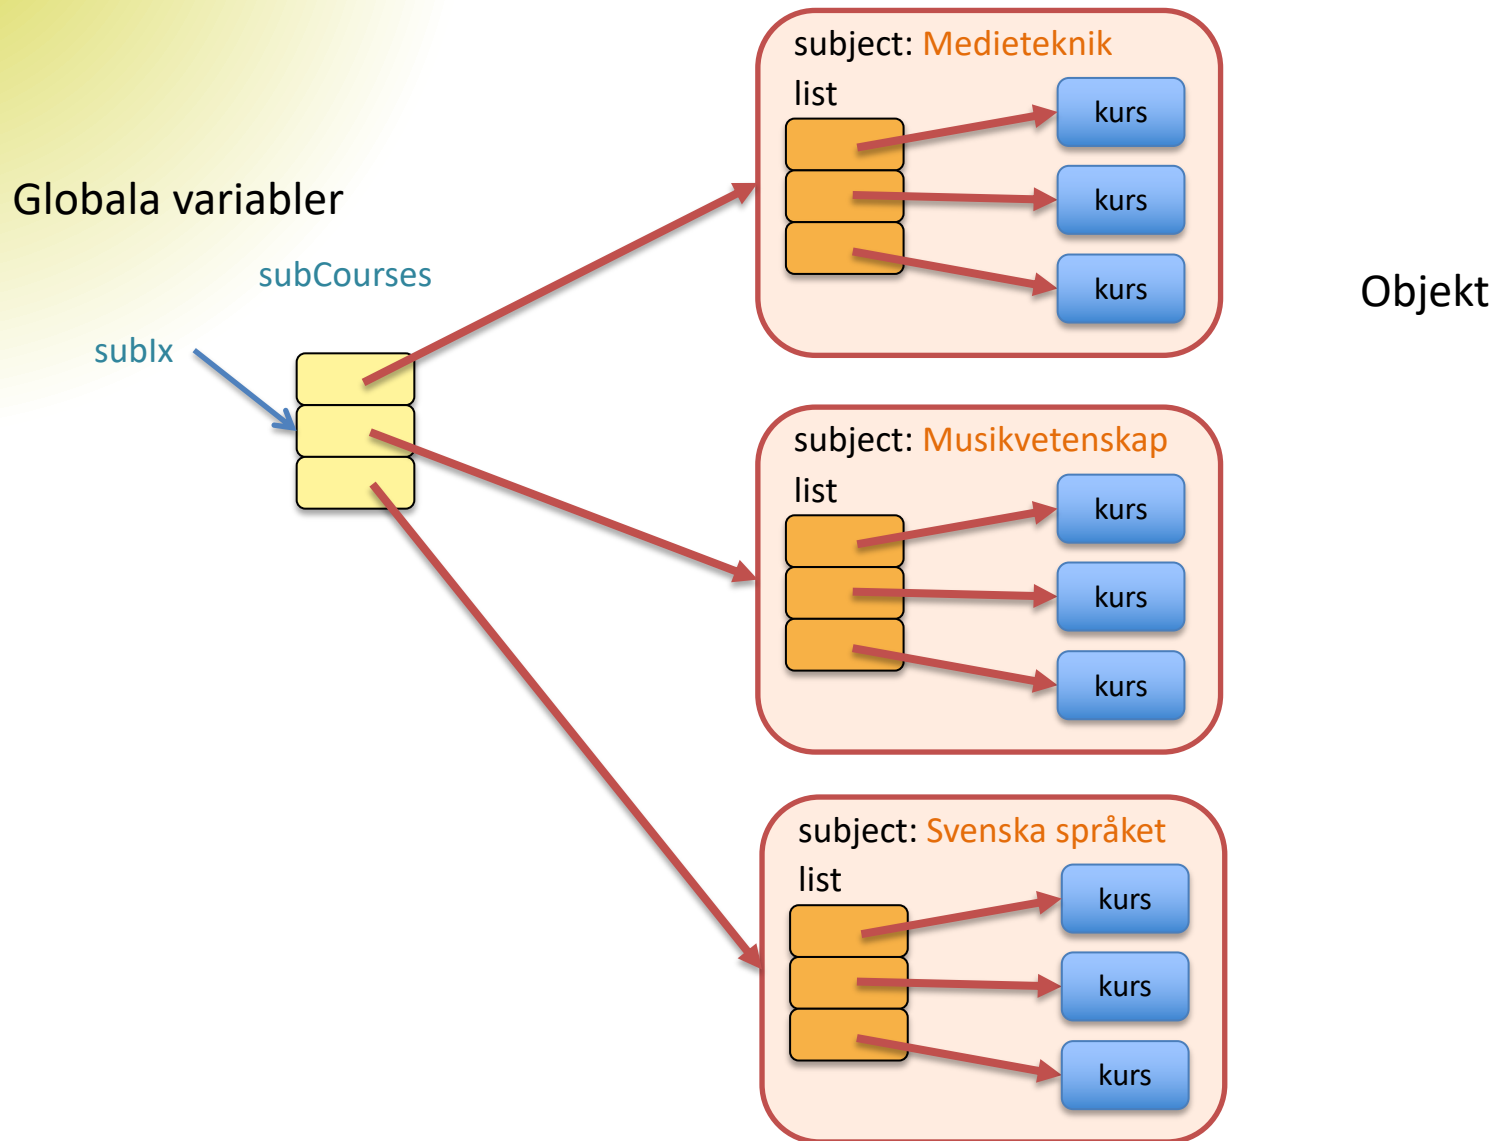 Globala variabler
subCourses
subIx
subject: Medieteknik
list
kurs
kurs
kurs
Objekt
subject: Musikvetenskap
list
kurs
kurs
kurs
subject: Svenska språket
list
kurs
kurs
kurs